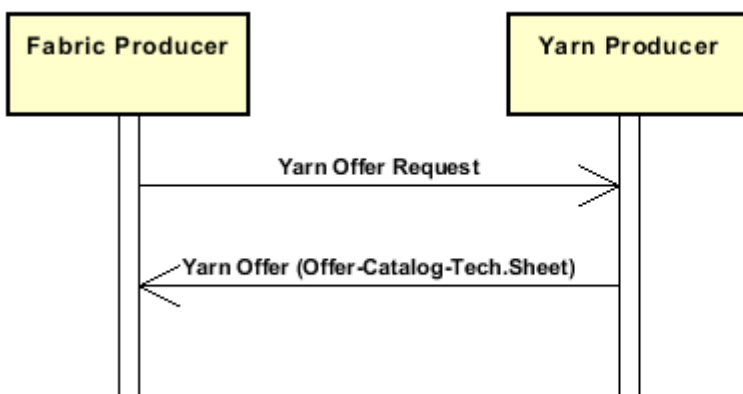 Fabric Producer
Yarn Producer
Yarn Offer Request
Yarn Offer (Offer-Catalog-Tech.Sheet)